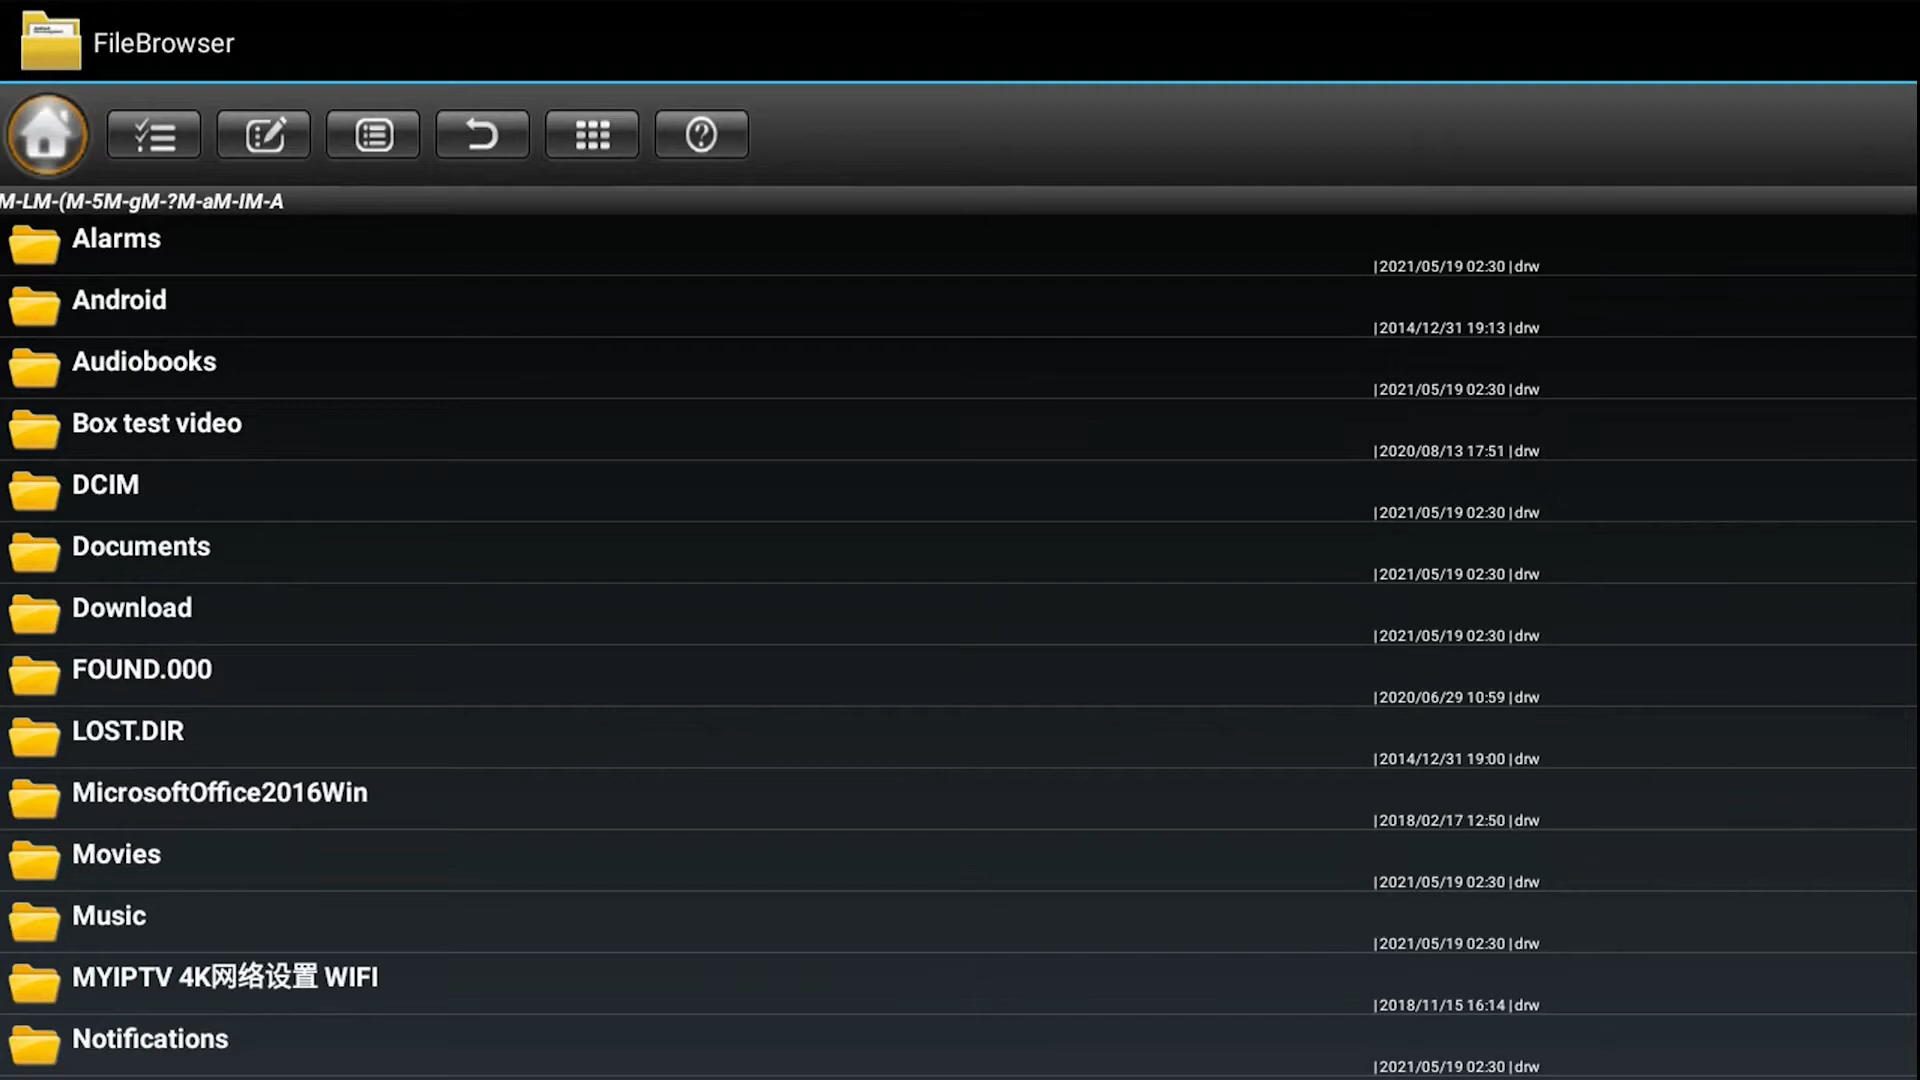 FileBrowser
M-LM-(M-5M-gM-?M-aM-IM-A
Alarms
|2021/05/19 02:30 |drw
Android
|2014/12/31 19:13 |drw
Audiobooks
|2021/05/19 02:30 |drw
Box test video
|2020/08/13 17:51 |drw
DCIM
|2021/05/19 02:30 |drw
Documents
|2021/05/19 02:30 |drw
Download
|2021/05/19 02:30 |drw
FOUND.000
|2020/06/29 10:59 |drw
LOST.DIR
|2014/12/31 19:00 |drw
MicrosoftOffice2016Win
|2018/02/17 12:50 |drw
Movies
|2021/05/19 02:30 |drw
Music
|2021/05/19 02:30 |drw
MYIPTV 4K网络设置 WIFI
|2018/11/15 16:14 |drw
Notifications
|2021/05/19 02:30 |drw